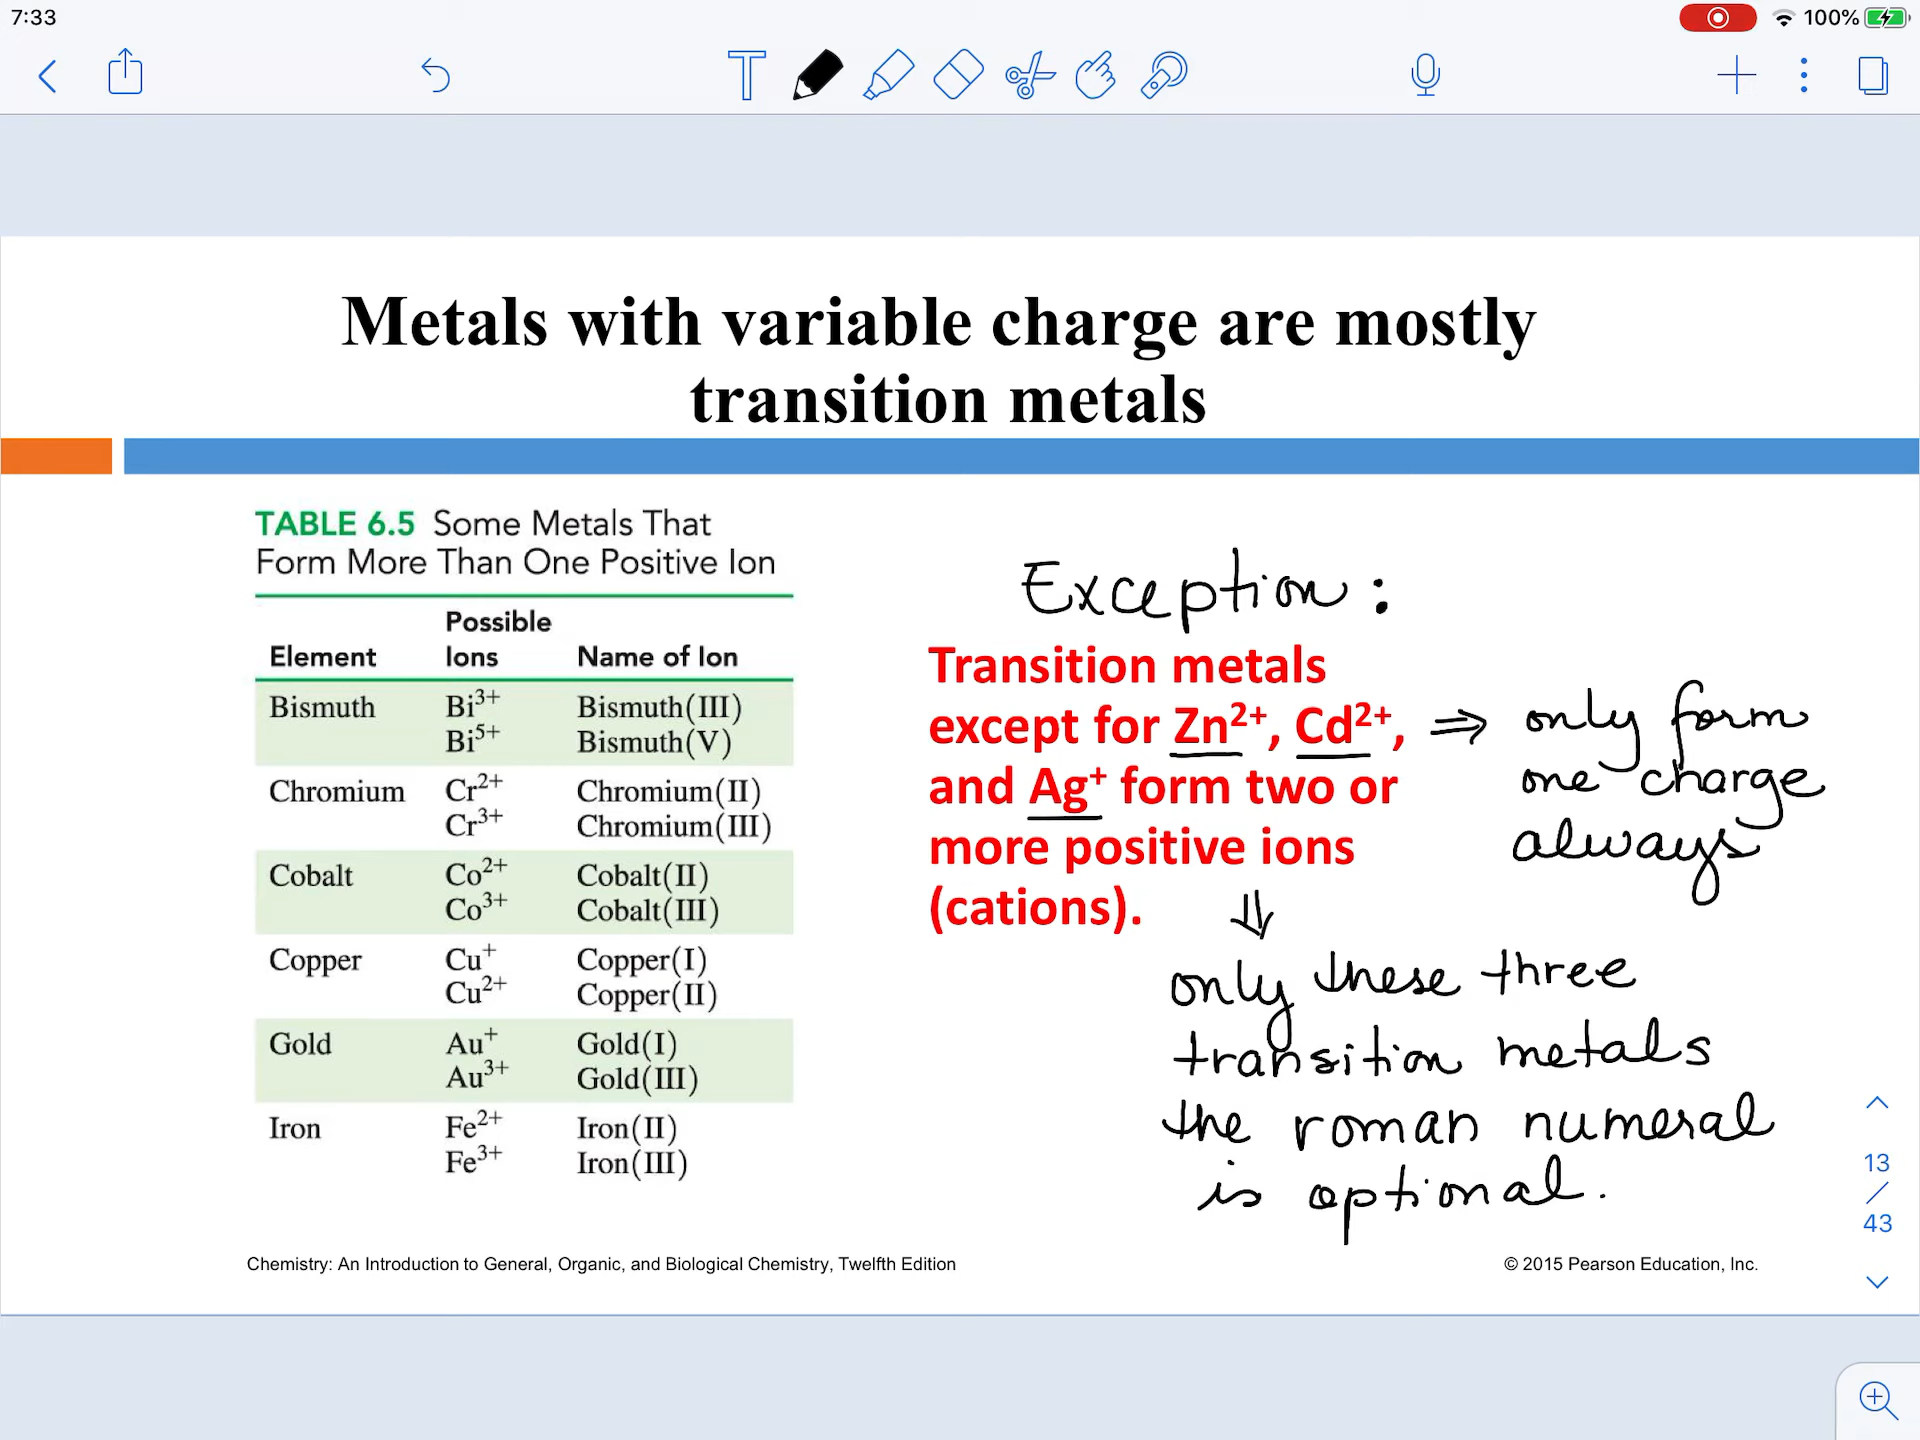 7:33
100%
Metals with variable charge are mostly
transition metals
TABLE 6.5 Some Metals That
Form More Than One Positive Ion
Element Possible Ions Name of Ion
Bismuth Bi³⁺ Bismuth(III)
Bi⁵⁺ Bismuth(V)
Chromium Cr²⁺ Chromium(II)
Cr³⁺ Chromium(III)
Cobalt Co²⁺ Cobalt(II)
Co³⁺ Cobalt(III)
Copper Cu⁺ Copper(I)
Cu²⁺ Copper(II)
Gold Au⁺ Gold(I)
Au³⁺ Gold(III)
Iron Fe²⁺ Iron(II)
Fe³⁺ Iron(III)
Exception:
Transition metals
except for Zn²⁺, Cd²⁺,
and Ag⁺ form two or
more positive ions
(cations).
⇒ only form
one charge
always
⇓
only these three
transition metals
the roman numeral
is optional.
Chemistry: An Introduction to General, Organic, and Biological Chemistry, Twelfth Edition
© 2015 Pearson Education, Inc.
13
/
43